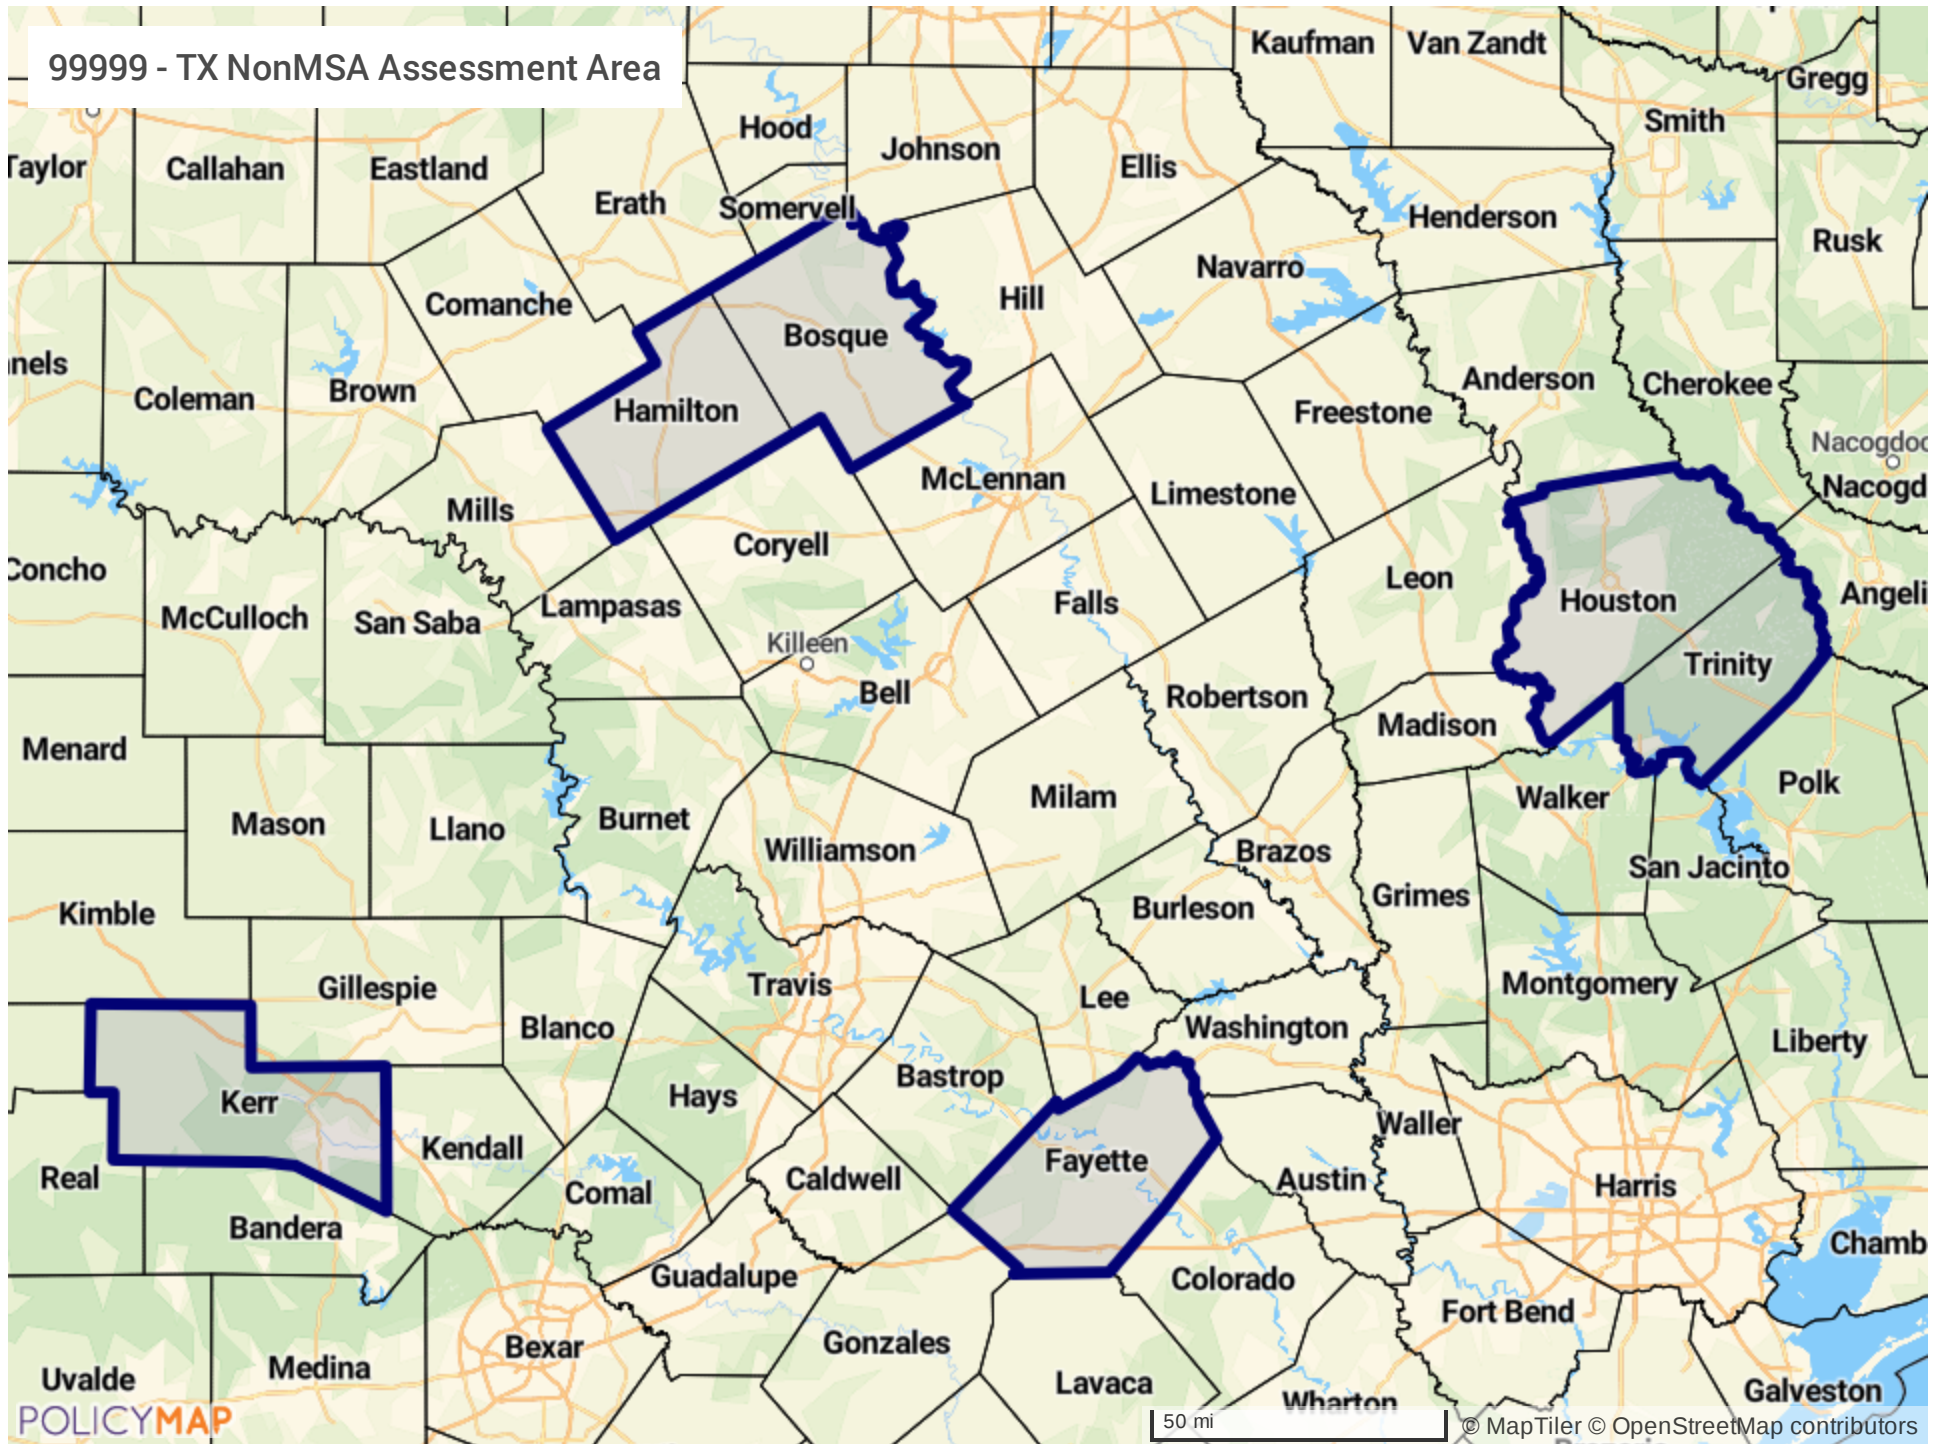 99999 - TX NonMSA Assessment Area
Kaufman
Van Zandt
Gregg
Smith
Hood
Johnson
Ellis
Taylor
Callahan
Eastland
Erath
Somervell
Henderson
Rusk
Navarro
Comanche
Hill
Bosque
nels
Coleman
Brown
Hamilton
Anderson
Cherokee
Freestone
Nacogdoc
Nacogd
McLennan
Limestone
Mills
Coryell
Concho
McCulloch
San Saba
Lampasas
Falls
Leon
Houston
Angeli
Killeen
Bell
Trinity
Robertson
Madison
Menard
Milam
Walker
Polk
Mason
Llano
Burnet
Williamson
Brazos
San Jacinto
Grimes
Kimble
Burleson
Gillespie
Travis
Lee
Montgomery
Blanco
Washington
Liberty
Kerr
Hays
Bastrop
Waller
Kendall
Fayette
Real
Comal
Caldwell
Austin
Harris
Bandera
Chamb
Guadalupe
Colorado
Fort Bend
Bexar
Gonzales
Medina
Uvalde
Lavaca
Galveston
Wharton
POLICYMAP
50 mi
© MapTiler © OpenStreetMap contributors